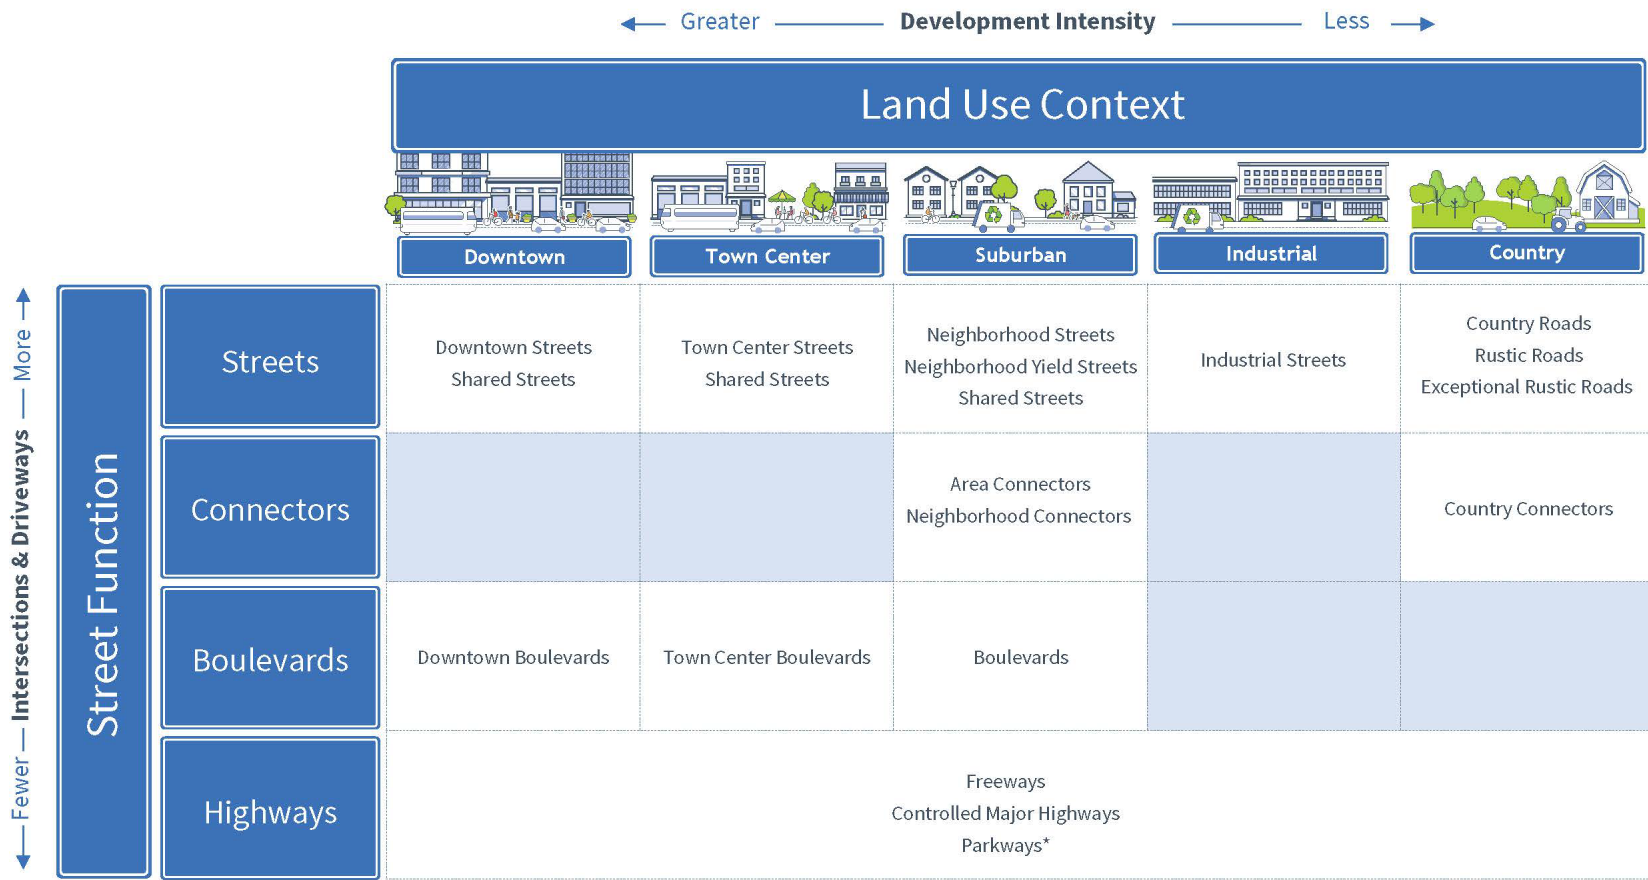 Greater Development Intensity Less
Land Use Context
Downtown Town Center Suburban Industrial Country
More
Intersections & Driveways
Fewer
Street Function
Streets
Downtown Streets
Shared Streets
Town Center Streets
Shared Streets
Neighborhood Streets
Neighborhood Yield Streets
Shared Streets
Industrial Streets
Country Roads
Rustic Roads
Exceptional Rustic Roads
Connectors
Area Connectors
Neighborhood Connectors
Country Connectors
Boulevards
Downtown Boulevards
Town Center Boulevards
Boulevards
Highways
Freeways
Controlled Major Highways
Parkways*